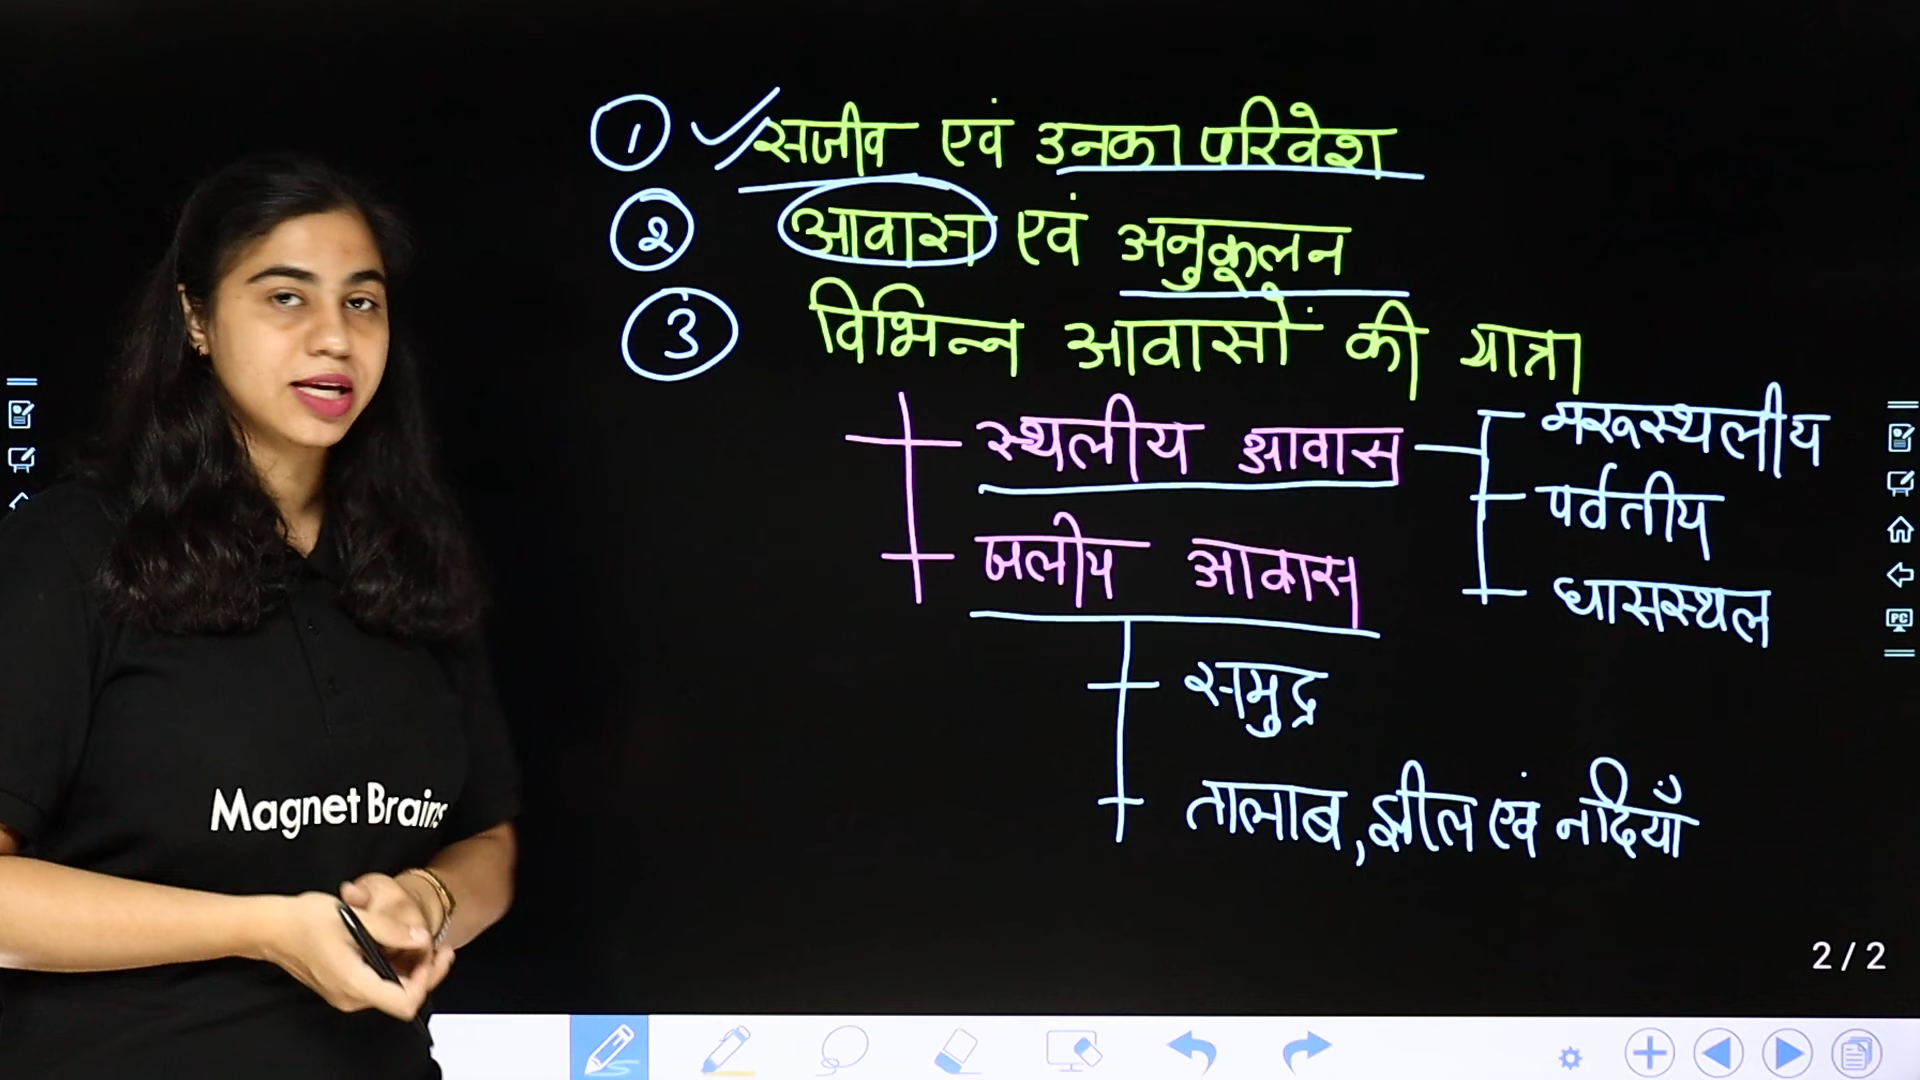 ① सजीव एवं उनका परिवेश
② आवास एवं अनुकूलन
③ विभिन्न आवासों की यात्रा
स्थलीय आवास
मरूस्थलीय
पर्वतीय
घासस्थल
जलीय आवास
समुद्र
तालाब, झील एवं नदियाँ
Magnet Brains
2 / 2
PC